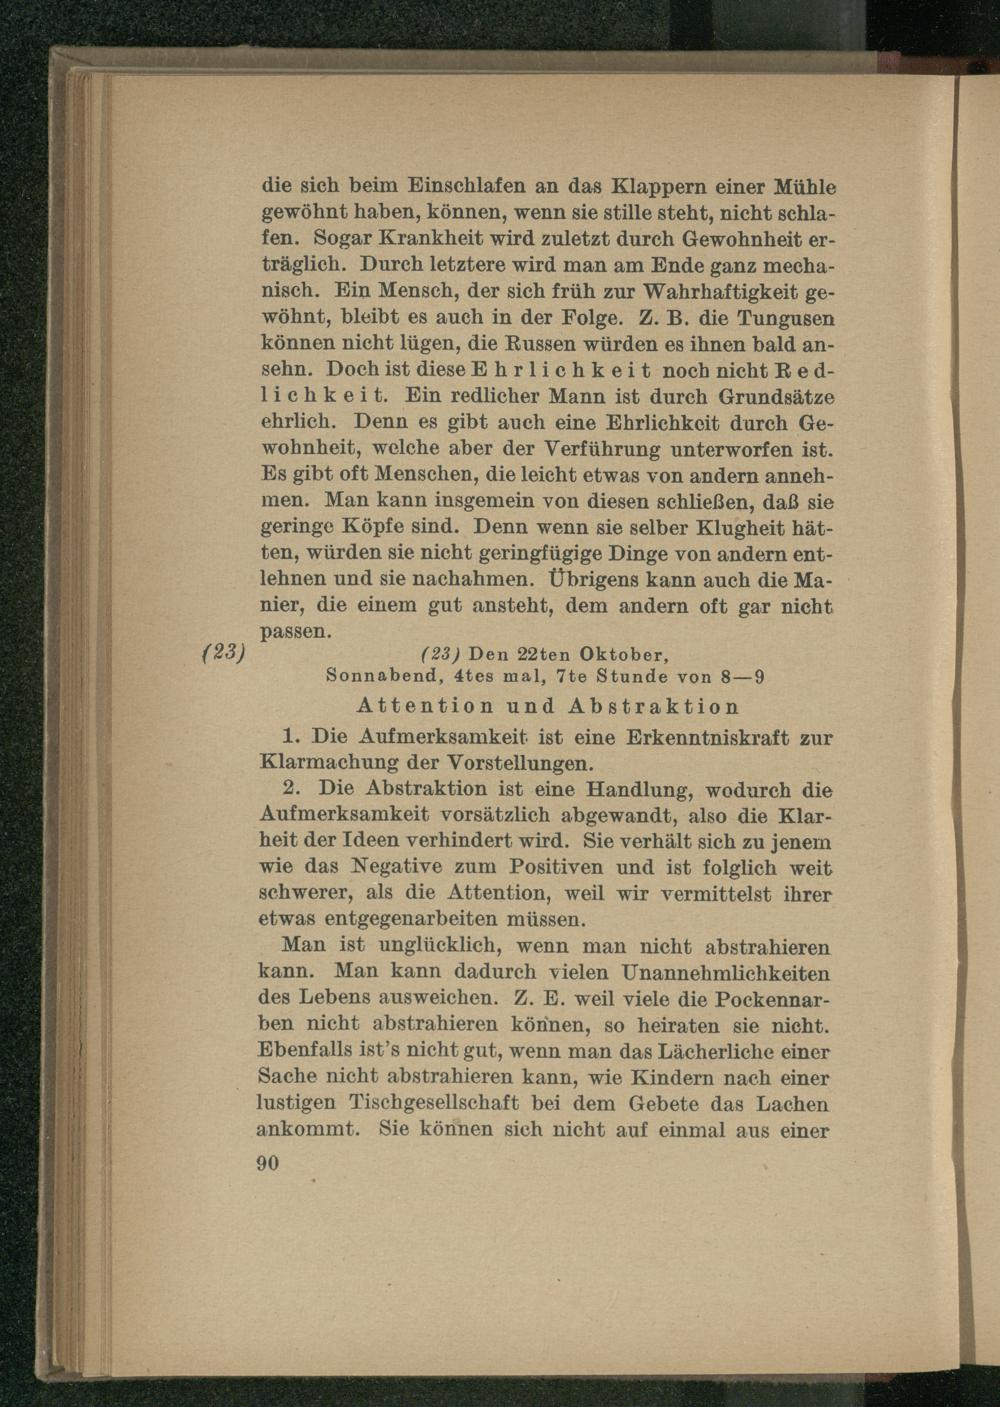 die sich beim Einschlafen an das Klappern einer Mühle
gewöhnt haben, können, wenn sie stille steht, nicht schla-
fen. Sogar Krankheit wird zuletzt durch Gewohnheit er-
träglich. Durch letztere wird man am Ende ganz mecha-
nisch. Ein Mensch, der sich früh zur Wahrhaftigkeit ge-
wöhnt, bleibt es auch in der Folge. Z. B. die Tungusen
können nicht lügen, die Russen würden es ihnen bald an-
sehn. Doch ist diese E h r l i c h k e i t noch nicht R e d-
l i c h k e i t. Ein redlicher Mann ist durch Grundsätze
ehrlich. Denn es gibt auch eine Ehrlichkeit durch Ge-
wohnheit, welche aber der Verführung unterworfen ist.
Es gibt oft Menschen, die leicht etwas von andern anneh-
men. Man kann insgemein von diesen schließen, daß sie
geringe Köpfe sind. Denn wenn sie selber Klugheit hät-
ten, würden sie nicht geringfügige Dinge von andern ent-
lehnen und sie nachahmen. Übrigens kann auch die Ma-
nier, die einem gut ansteht, dem andern oft gar nicht
passen.
(23) (23) Den 22ten Oktober,
Sonnabend, 4tes mal, 7te Stunde von 8—9
Attention und Abstraktion
1. Die Aufmerksamkeit ist eine Erkenntniskraft zur
Klarmachung der Vorstellungen.
2. Die Abstraktion ist eine Handlung, wodurch die
Aufmerksamkeit vorsätzlich abgewandt, also die Klar-
heit der Ideen verhindert wird. Sie verhält sich zu jenem
wie das Negative zum Positiven und ist folglich weit
schwerer, als die Attention, weil wir vermittelst ihrer
etwas entgegenarbeiten müssen.
Man ist unglücklich, wenn man nicht abstrahieren
kann. Man kann dadurch vielen Unannehmlichkeiten
des Lebens ausweichen. Z. E. weil viele die Pockennar-
ben nicht abstrahieren können, so heiraten sie nicht.
Ebenfalls ist's nicht gut, wenn man das Lächerliche einer
Sache nicht abstrahieren kann, wie Kindern nach einer
lustigen Tischgesellschaft bei dem Gebete das Lachen
ankommt. Sie können sich nicht auf einmal aus einer
90